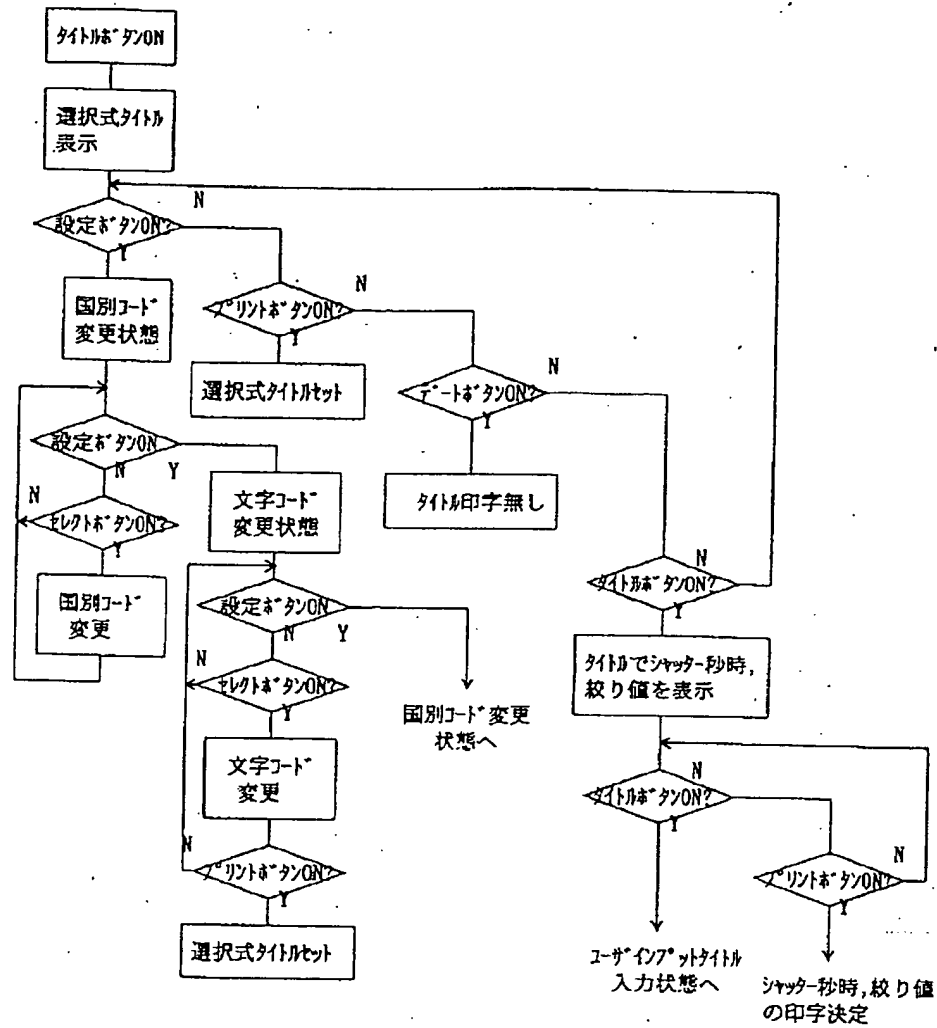 ﾀｲﾄﾙﾎﾞﾀﾝON
選択式ﾀｲﾄﾙ
表示
N
設定ﾎﾞﾀﾝON?
Y
国別ｺｰﾄﾞ
変更状態
N
ﾌﾟﾘﾝﾄﾎﾞﾀﾝON?
Y
選択式ﾀｲﾄﾙｾｯﾄ
N
ﾃﾞｰﾄﾎﾞﾀﾝON?
Y
ﾀｲﾄﾙ印字無し
設定ﾎﾞﾀﾝON
N
Y
N
ｾﾚｸﾄﾎﾞﾀﾝON?
Y
国別ｺｰﾄﾞ
変更
文字ｺｰﾄﾞ
変更状態
設定ﾎﾞﾀﾝON
N
Y
N
ｾﾚｸﾄﾎﾞﾀﾝON?
Y
国別ｺｰﾄﾞ変更
状態へ
文字ｺｰﾄﾞ
変更
N
ﾌﾟﾘﾝﾄﾎﾞﾀﾝON?
Y
選択式ﾀｲﾄﾙｾｯﾄ
N
ﾀｲﾄﾙﾎﾞﾀﾝON?
Y
ﾀｲﾄﾙでｼｬｯﾀｰ秒時,
絞り値を表示
N
ﾀｲﾄﾙﾎﾞﾀﾝON?
Y
N
ﾌﾟﾘﾝﾄﾎﾞﾀﾝON?
Y
ﾕｰｻﾞｲﾝﾌﾟｯﾄﾀｲﾄﾙ
入力状態へ
ｼｬｯﾀｰ秒時,絞り値
の印字決定